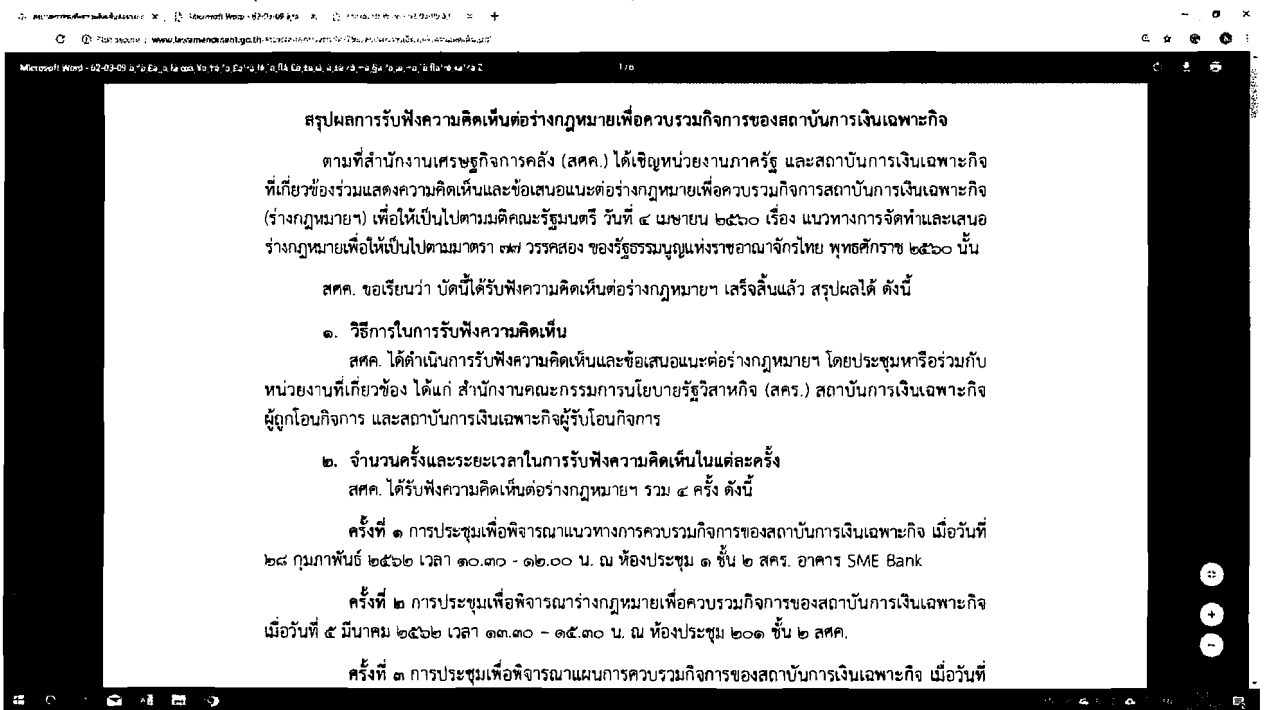 Microsoft Word - 62-03-09
1/6
สรุปผลการรับฟังความคิดเห็นต่อร่างกฎหมายเพื่อควบรวมกิจการของสถาบันการเงินเฉพาะกิจ
ตามที่สำนักงานเศรษฐกิจการคลัง (สศค.) ได้เชิญหน่วยงานภาครัฐ และสถาบันการเงินเฉพาะกิจ
ที่เกี่ยวข้องร่วมแสดงความคิดเห็นและข้อเสนอแนะต่อร่างกฎหมายเพื่อควบรวมกิจการสถาบันการเงินเฉพาะกิจ
(ร่างกฎหมายฯ) เพื่อให้เป็นไปตามมติคณะรัฐมนตรี วันที่ ๔ เมษายน ๒๕๖๐ เรื่อง แนวทางการจัดทำและเสนอ
ร่างกฎหมายเพื่อให้เป็นไปตามมาตรา ๗๗ วรรคสอง ของรัฐธรรมนูญแห่งราชอาณาจักรไทย พุทธศักราช ๒๕๖๐ นั้น
สศค. ขอเรียนว่า บัดนี้ได้รับฟังความคิดเห็นต่อร่างกฎหมายฯ เสร็จสิ้นแล้ว สรุปผลได้ ดังนี้
๑. วิธีการในการรับฟังความคิดเห็น
สศค. ได้ดำเนินการรับฟังความคิดเห็นและข้อเสนอแนะต่อร่างกฎหมายฯ โดยประชุมหารือร่วมกับ
หน่วยงานที่เกี่ยวข้อง ได้แก่ สำนักงานคณะกรรมการนโยบายรัฐวิสาหกิจ (สคร.) สถาบันการเงินเฉพาะกิจ
ผู้ถูกโอนกิจการ และสถาบันการเงินเฉพาะกิจผู้รับโอนกิจการ
๒. จำนวนครั้งและระยะเวลาในการรับฟังความคิดเห็นในแต่ละครั้ง
สศค. ได้รับฟังความคิดเห็นต่อร่างกฎหมายฯ รวม ๔ ครั้ง ดังนี้
ครั้งที่ ๑ การประชุมเพื่อพิจารณาแนวทางการควบรวมกิจการของสถาบันการเงินเฉพาะกิจ เมื่อวันที่
๒๘ กุมภาพันธ์ ๒๕๖๒ เวลา ๑๐.๓๐ - ๑๒.๐๐ น. ณ ห้องประชุม ๑ ชั้น ๒ สคร. อาคาร SME Bank
ครั้งที่ ๒ การประชุมเพื่อพิจารณาร่างกฎหมายเพื่อควบรวมกิจการของสถาบันการเงินเฉพาะกิจ
เมื่อวันที่ ๕ มีนาคม ๒๕๖๒ เวลา ๑๓.๓๐ – ๑๕.๓๐ น. ณ ห้องประชุม ๒๐๑ ชั้น ๒ สศค.
ครั้งที่ ๓ การประชุมเพื่อพิจารณาแผนการควบรวมกิจการของสถาบันการเงินเฉพาะกิจ เมื่อวันที่